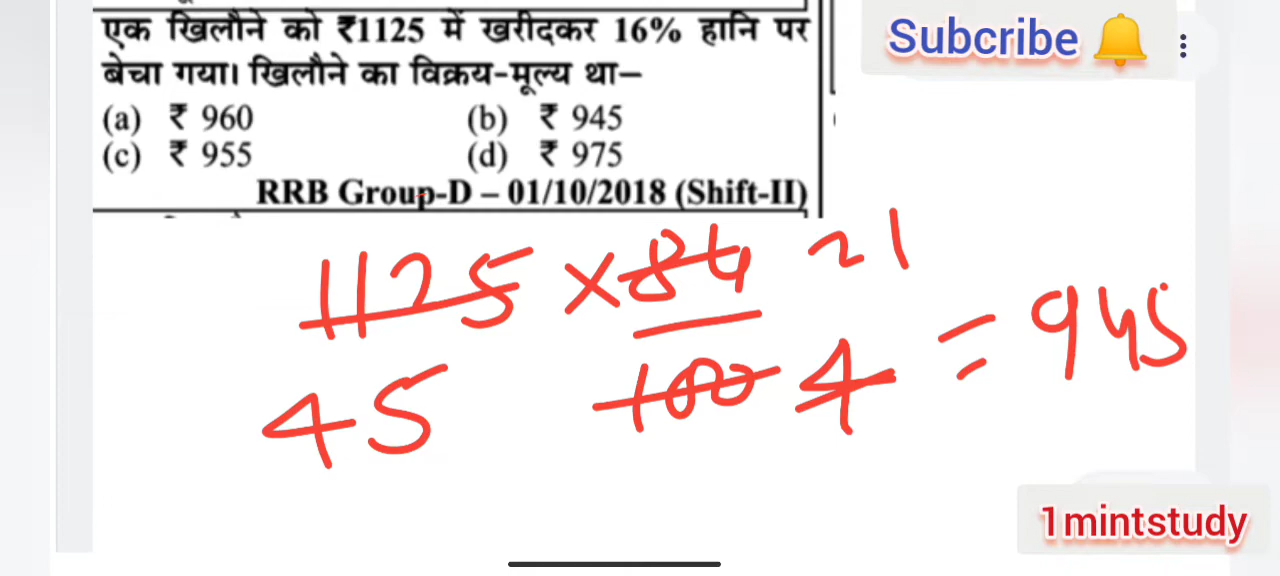 एक खिलौने को ₹1125 में खरीदकर 16% हानि पर
बेचा गया। खिलौने का विक्रय-मूल्य था–
(a) ₹ 960 (b) ₹ 945
(c) ₹ 955 (d) ₹ 975
RRB Group-D – 01/10/2018 (Shift-II)
Subcribe
1125 × 84 21
45 100 4 = 945
1mintstudy